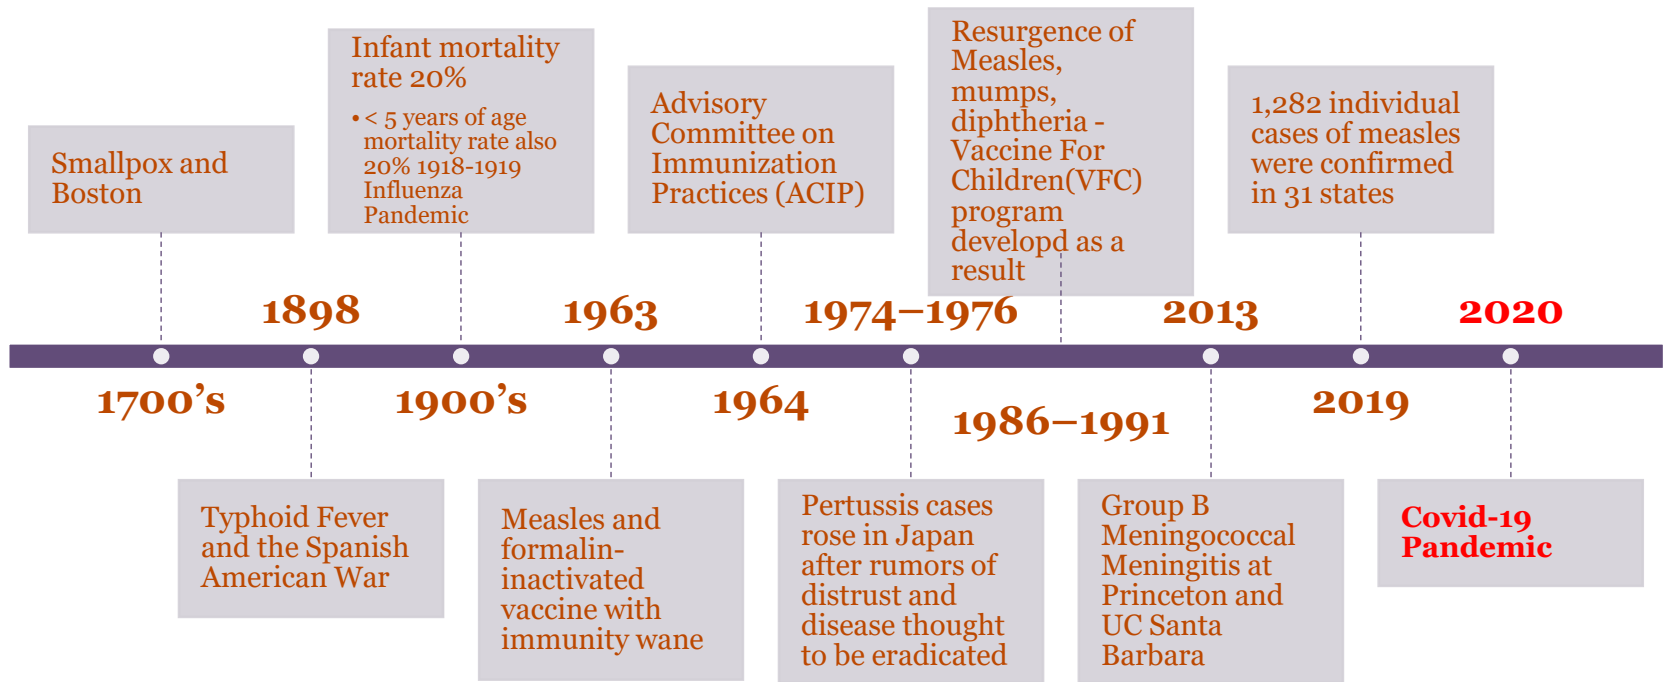 Smallpox and
Boston
1700’s
1898
Typhoid Fever
and the Spanish
American War
Infant mortality
rate 20%
• < 5 years of age
mortality rate also
20% 1918-1919
Influenza
Pandemic
1900’s
1963
Measles and
formalin-
inactivated
vaccine with
immunity wane
Advisory
Committee on
Immunization
Practices (ACIP)
1964
1974–1976
Pertussis cases
rose in Japan
after rumors of
distrust and
disease thought
to be eradicated
Resurgence of
Measles,
mumps,
diphtheria -
Vaccine For
Children(VFC)
program
developd as a
result
1986–1991
2013
Group B
Meningococcal
Meningitis at
Princeton and
UC Santa
Barbara
1,282 individual
cases of measles
were confirmed
in 31 states
2019
2020
Covid-19
Pandemic